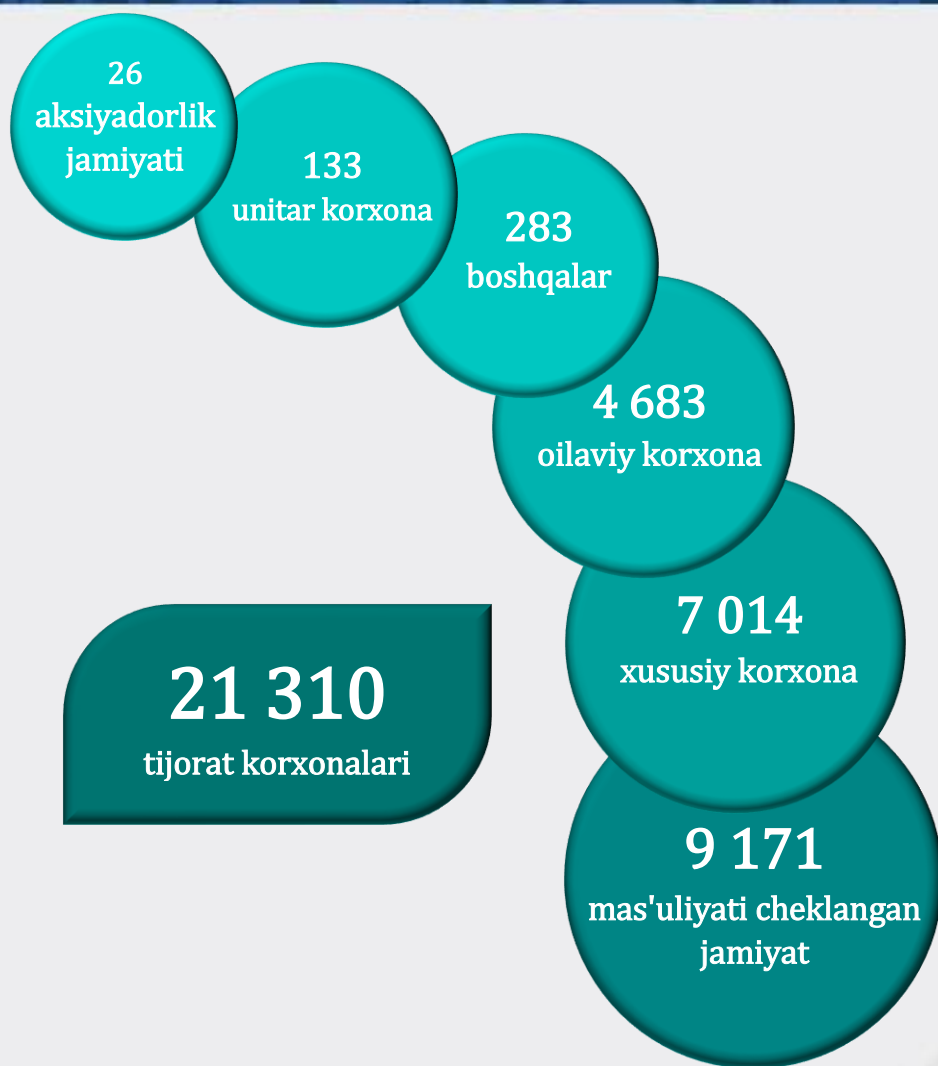 26
aksiyadorlik
jamiyati
133
unitar korxona
283
boshqalar
4 683
oilaviy korxona
7 014
xususiy korxona
21 310
tijorat korxonalari
9 171
mas'uliyati cheklangan
jamiyat